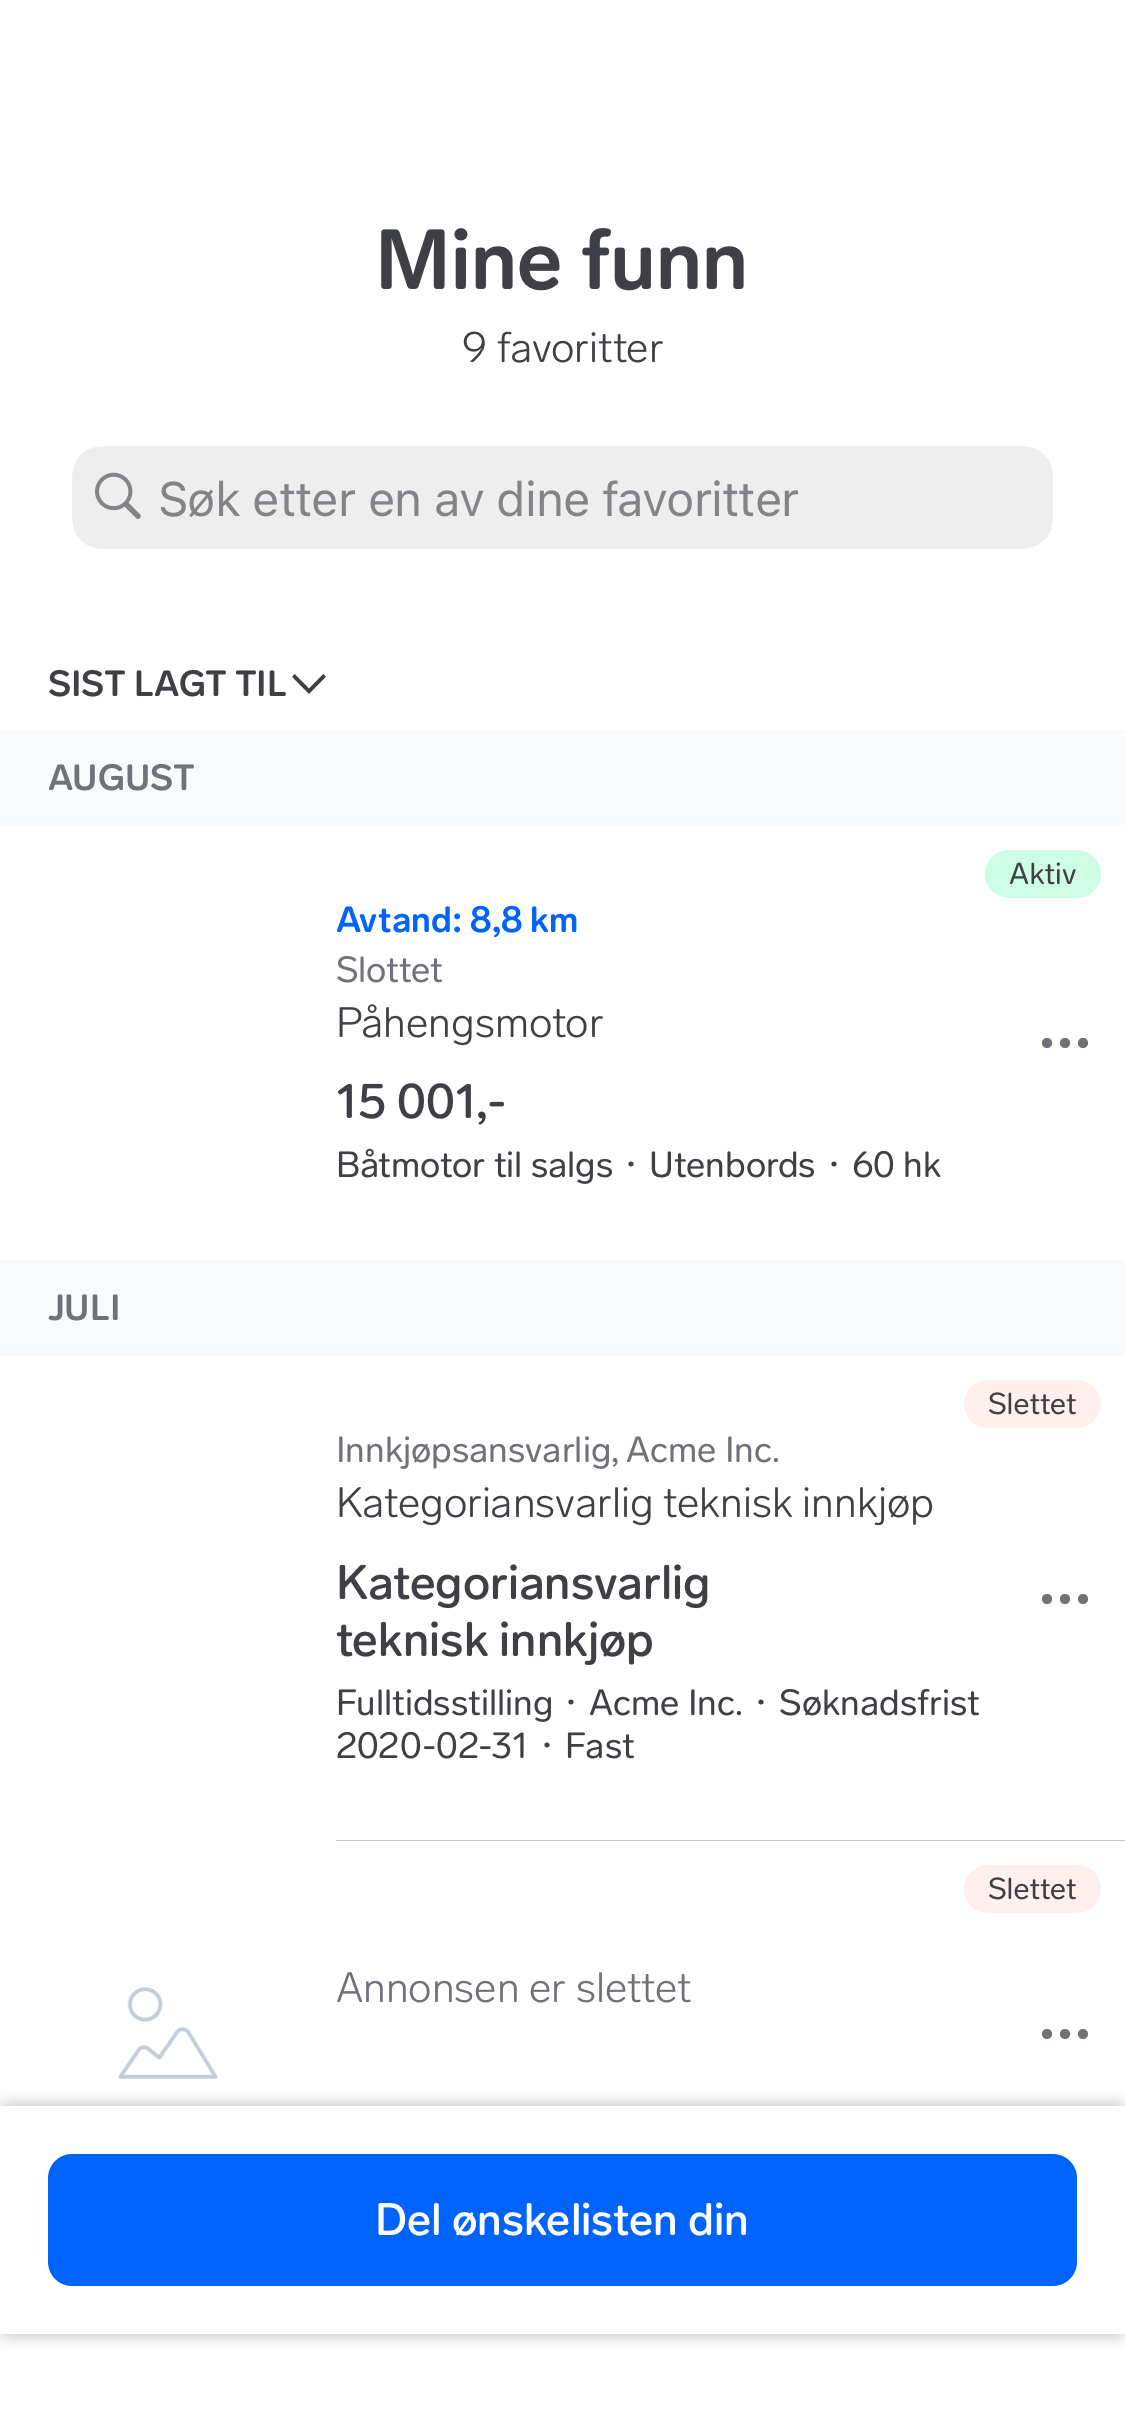 Mine funn
9 favoritter
Søk etter en av dine favoritter
SIST LAGT TIL
AUGUST
Aktiv
Avtand: 8,8 km
Slottet
Påhengsmotor
15 001,-
Båtmotor til salgs・Utenbords・60 hk
JULI
Slettet
Innkjøpsansvarlig, Acme Inc.
Kategoriansvarlig teknisk innkjøp
Kategoriansvarlig
teknisk innkjøp
Fulltidsstilling・Acme Inc.・Søknadsfrist
2020-02-31・Fast
Slettet
Annonsen er slettet
Del ønskelisten din